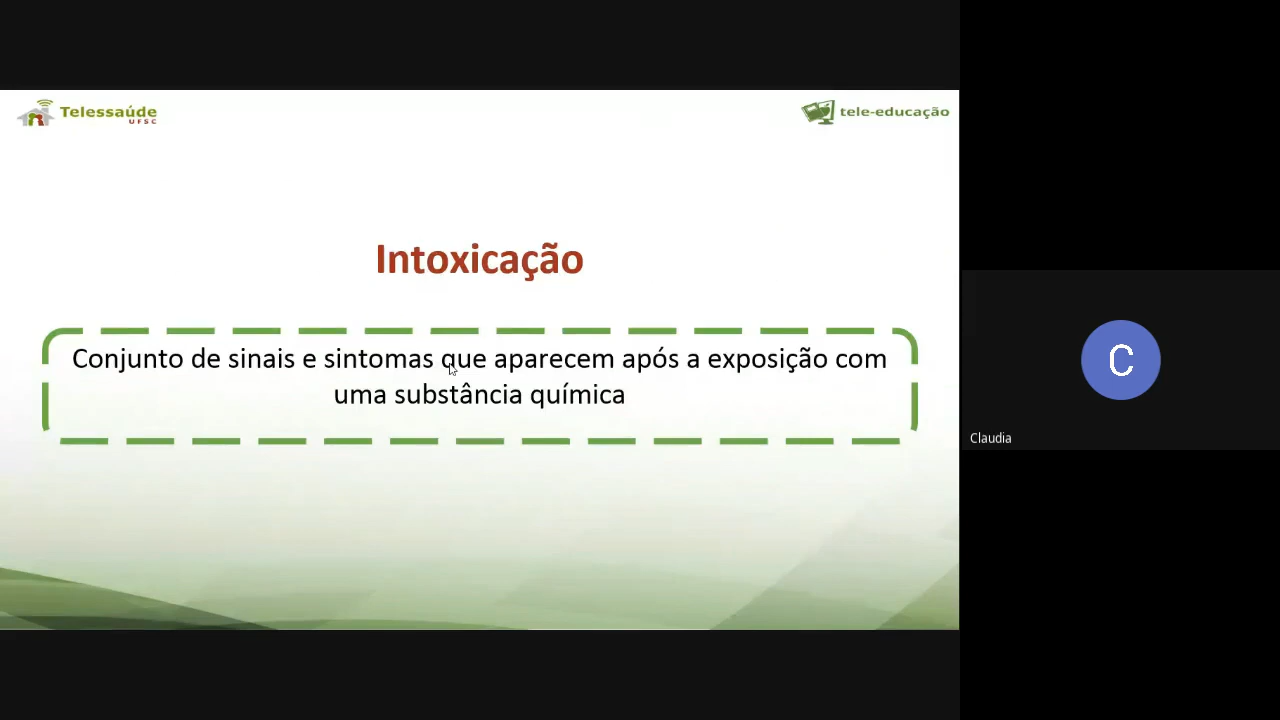 Telessaúde
UFSC
tele-educação
Intoxicação
Conjunto de sinais e sintomas que aparecem após a exposição com
uma substância química
C
Claudia